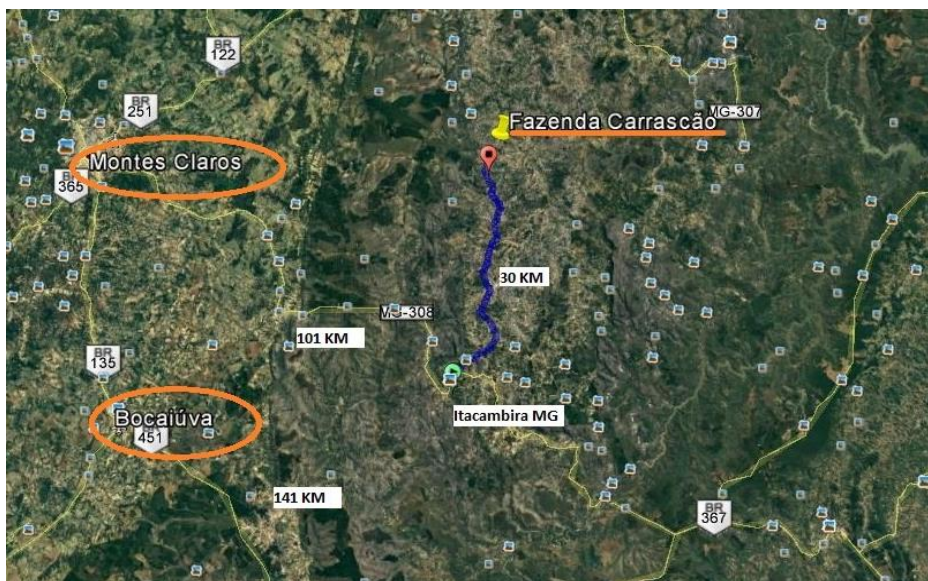 BR
122
BR
251
MG-307
Fazenda Carrascão
Montes Claros
BR
365
30 KM
MG-308
101 KM
BR
135
Itacambira MG
Bocaiúva
451
141 KM
BR
367